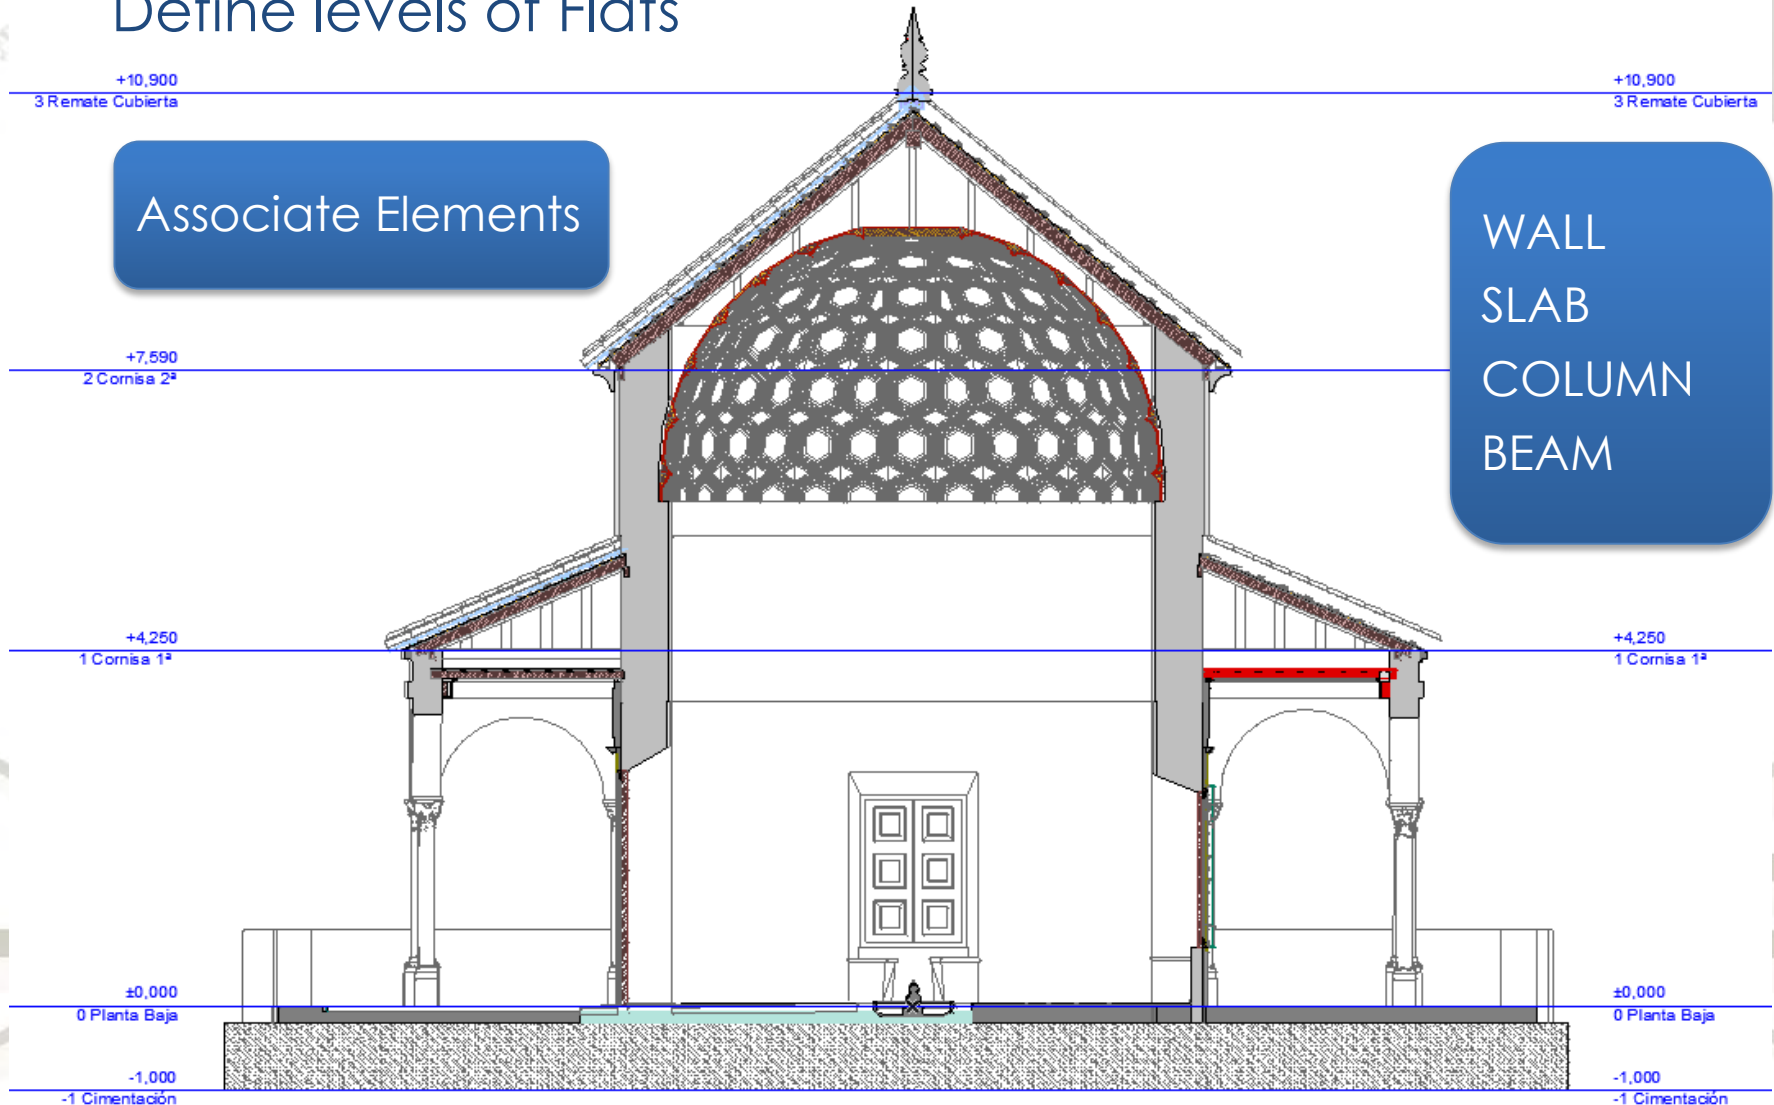 Define levels of Flats
+10,900
3 Remate Cubierta
+10,900
3 Remate Cubierta
Associate Elements
WALL
SLAB
COLUMN
BEAM
+7,590
2 Cornisa 2ª
+4,250
1 Cornisa 1ª
+4,250
1 Cornisa 1ª
±0,000
0 Planta Baja
±0,000
0 Planta Baja
-1,000
-1 Cimentación
-1,000
-1 Cimentación